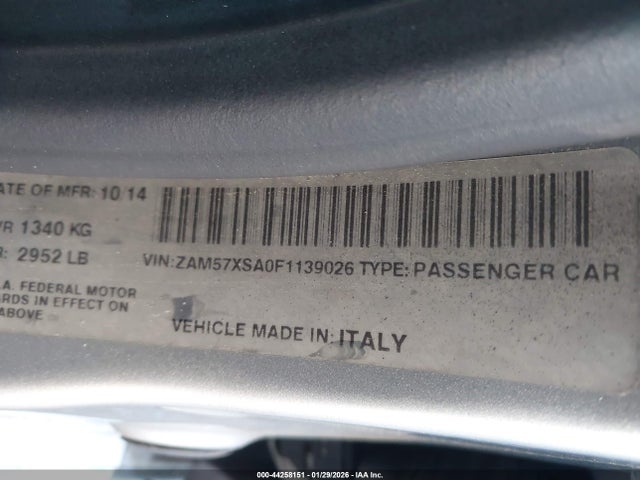 ATE OF MFR: 10/14
VR 1340 KG
R: 2952 LB
VIN:ZAM57XSA0F1139026 TYPE: PASSENGER CAR
.A. FEDERAL MOTOR
ARDS IN EFFECT ON
ABOVE
VEHICLE MADE IN: ITALY
000-44258151 | 01/29/2026 | IAA Inc.